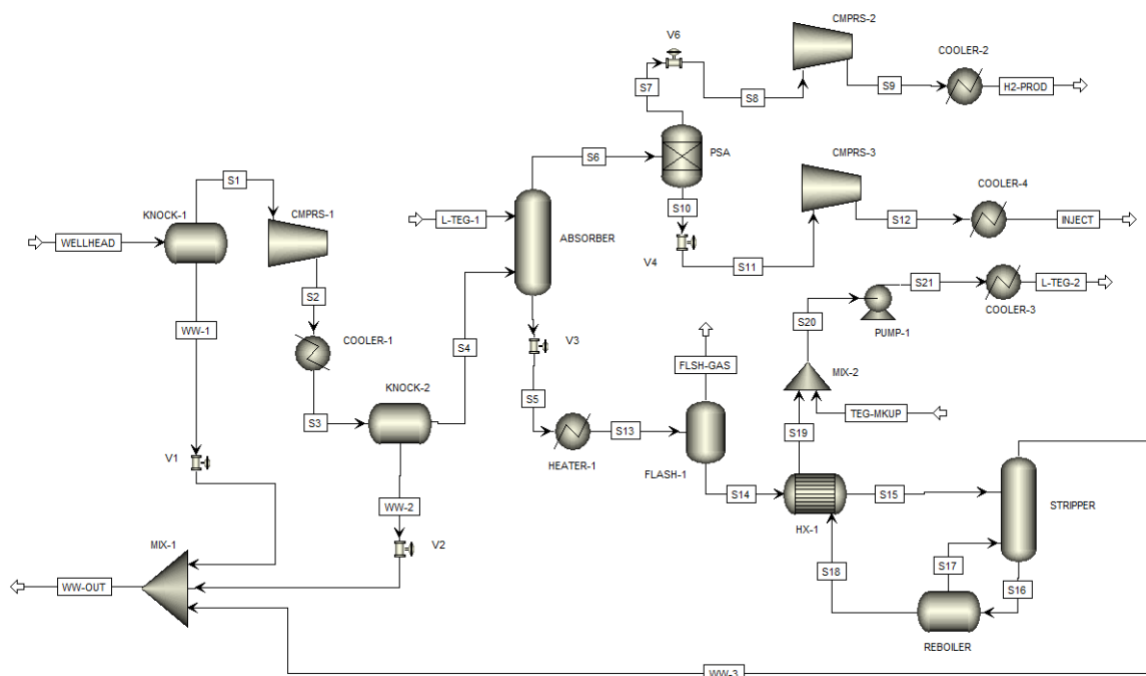 CMPRS-2
V6
COOLER-2
S7
S8
S9
H2-PROD
S6
PSA
CMPRS-3
S1
KNOCK-1
CMPRS-1
L-TEG-1
S10
COOLER-4
WELLHEAD
ABSORBER
V4
S11
S12
INJECT
S2
S21
L-TEG-2
WW-1
COOLER-1
S4
V3
S20
PUMP-1
COOLER-3
KNOCK-2
FLSH-GAS
MIX-2
S3
S5
S13
TEG-MKUP
V1
HEATER-1
S19
FLASH-1
S14
S15
STRIPPER
WW-2
HX-1
MIX-1
V2
S18
S17
S16
WW-OUT
REBOILER
WW-3